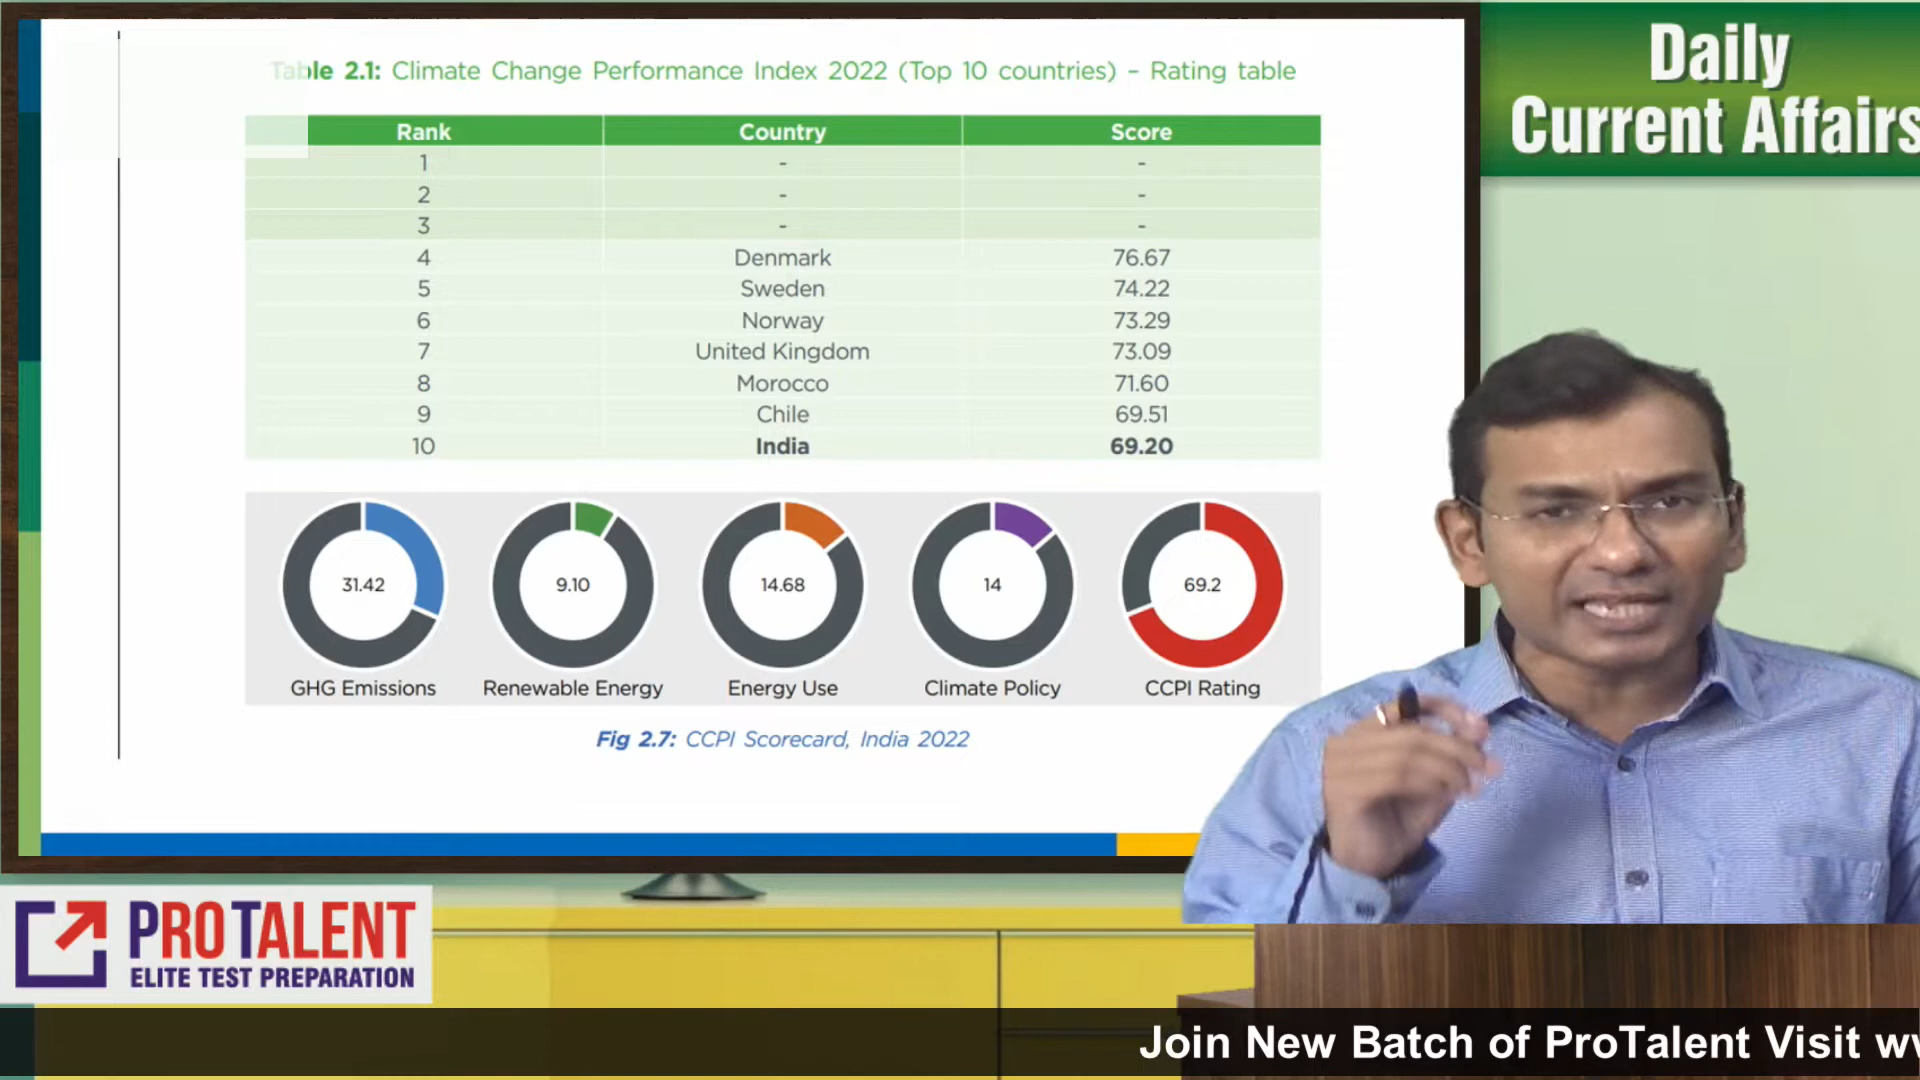 Table 2.1: Climate Change Performance Index 2022 (Top 10 countries) – Rating table
Rank Country Score
1 - -
2 - -
3 - -
4 Denmark 76.67
5 Sweden 74.22
6 Norway 73.29
7 United Kingdom 73.09
8 Morocco 71.60
9 Chile 69.51
10 India 69.20
31.42 9.10 14.68 14 69.2
GHG Emissions Renewable Energy Energy Use Climate Policy CCPI Rating
Fig 2.7: CCPI Scorecard, India 2022
Daily
Current Affairs
PROTALENT
ELITE TEST PREPARATION
Join New Batch of ProTalent Visit